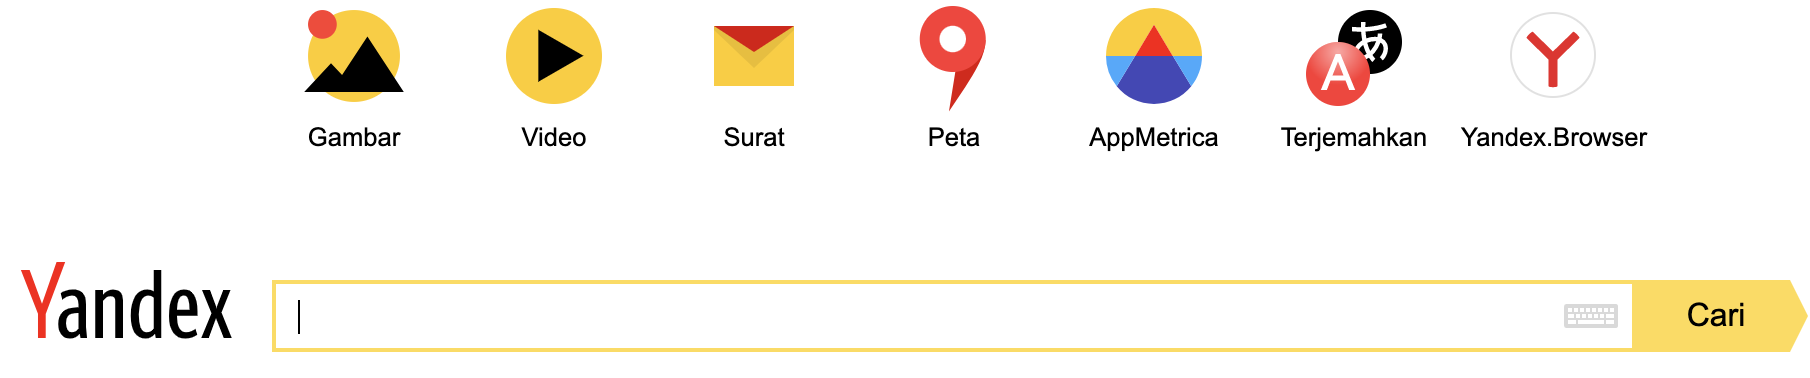 Gambar Video Surat Peta AppMetrica Terjemahkan Yandex.Browser
Yandex Cari